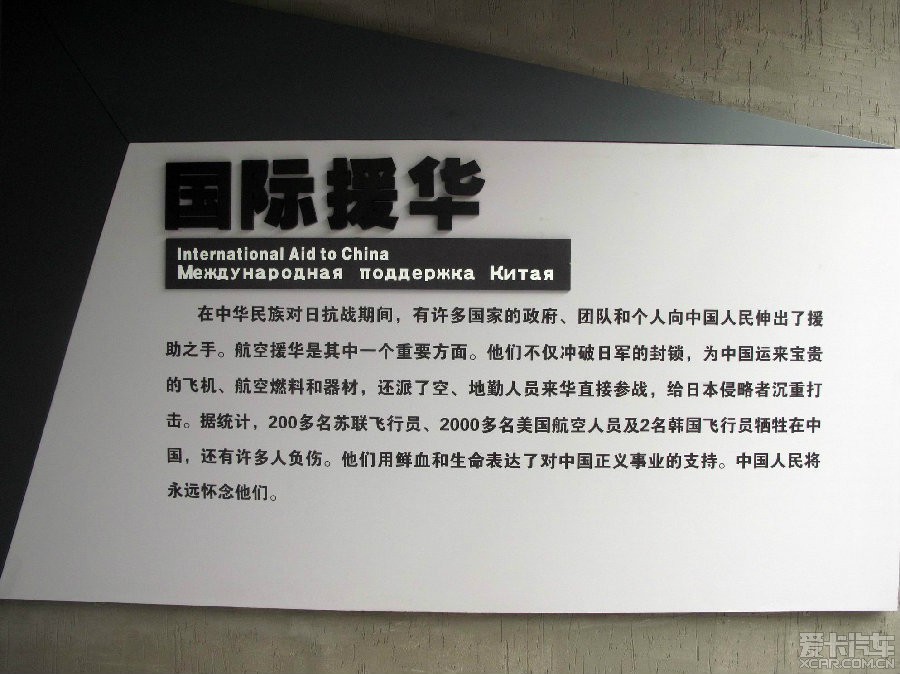 国际援华
International Aid to China
Международная поддержка Китая
在中华民族对日抗战期间，有许多国家的政府、团队和个人向中国人民伸出了援
助之手。航空援华是其中一个重要方面。他们不仅冲破日军的封锁，为中国运来宝贵
的飞机、航空燃料和器材，还派了空、地勤人员来华直接参战，给日本侵略者沉重打
击。据统计，200多名苏联飞行员、2000多名美国航空人员及2名韩国飞行员牺牲在中
国，还有许多人负伤。他们用鲜血和生命表达了对中国正义事业的支持。中国人民将
永远怀念他们。
爱卡汽车
XCAR.COM.CN